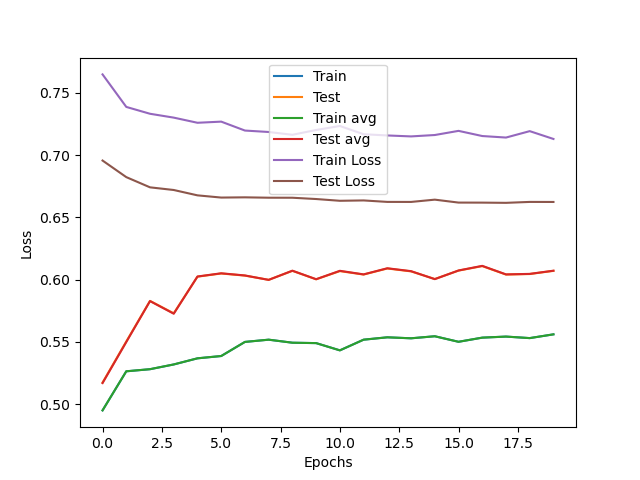 Train
Test
Train avg
Test avg
Train Loss
Test Loss
0.75
0.70
0.65
0.60
0.55
0.50
Loss
0.0
2.5
5.0
7.5
10.0
12.5
15.0
17.5
Epochs